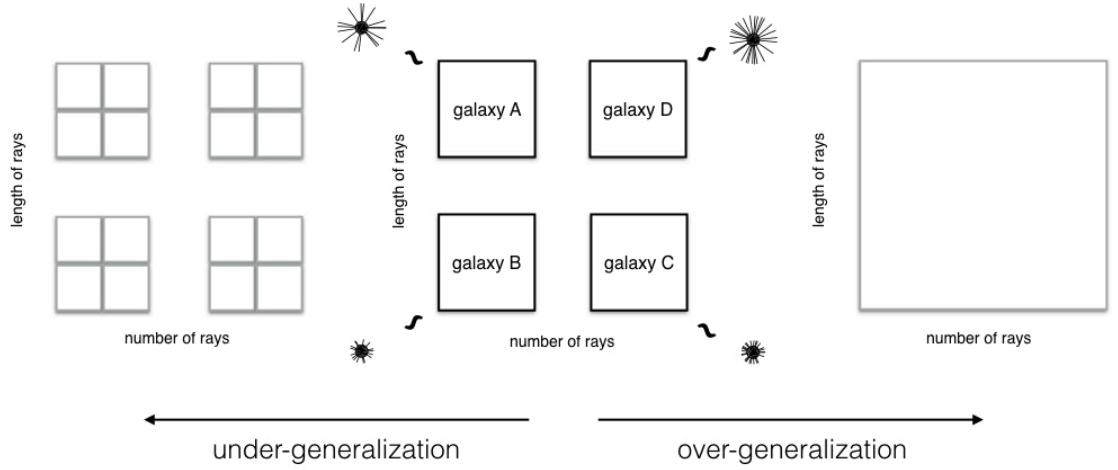 length of rays
number of rays
length of rays
galaxy A
galaxy D
galaxy B
galaxy C
number of rays
length of rays
number of rays
under-generalization
over-generalization